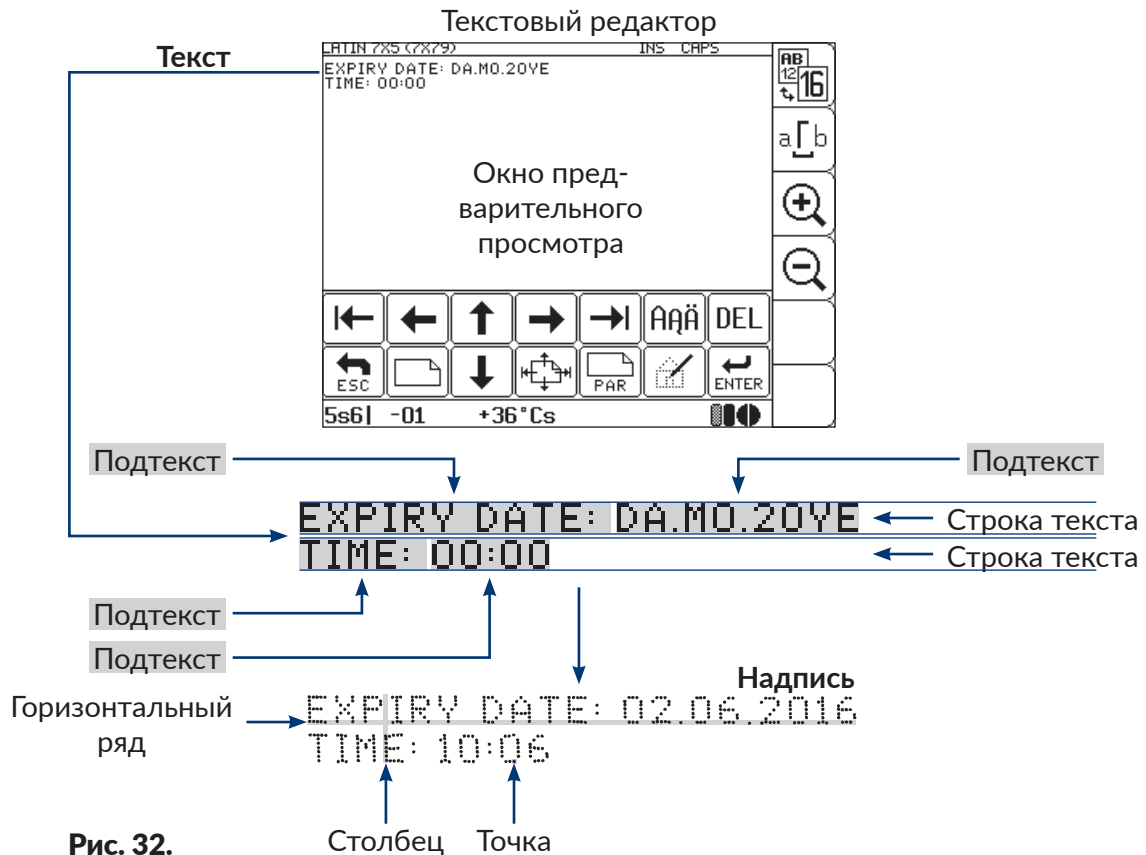 Текстовый редактор
Текст
LATIN 7X5 (7X79) INS CAPS
EXPIRY DATE: DA.MO.20YE
TIME: 00:00
AB
12
16
a b
Окно пред-
варительного
просмотра
AĄÄ DEL
ESC PAR ENTER
5s6| -01 +36°Cs
Подтекст Подтекст
EXPIRY DATE: DA.MO.20YE Строка текста
TIME: 00:00 Строка текста
Подтекст
Подтекст
Надпись
Горизонтальный
ряд
EXPIRY DATE: 02.06.2016
TIME: 10:06
Рис. 32. Столбец Точка